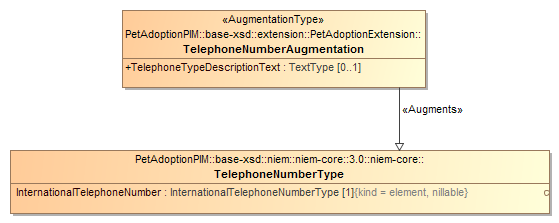 «AugmentationType»
PetAdoptionPIM::base-xsd::extension::PetAdoptionExtension::
TelephoneNumberAugmentation
+TelephoneTypeDescriptionText : TextType [0..1]
«Augments»
PetAdoptionPIM::base-xsd::niem::niem-core::3.0::niem-core::
TelephoneNumberType
InternationalTelephoneNumber : InternationalTelephoneNumberType [1]{kind = element, nillable} c